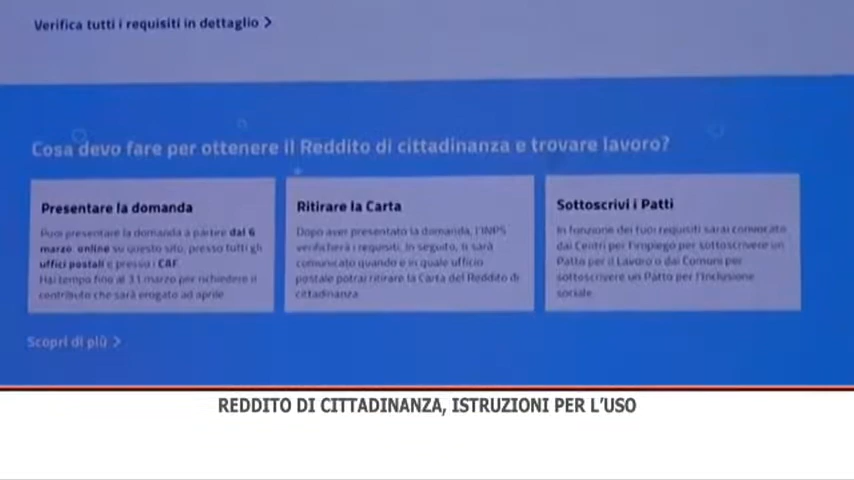 Verifica tutti i requisiti in dettaglio >
Cosa devo fare per ottenere il Reddito di cittadinanza e trovare lavoro?
Presentare la domanda
Puoi presentare la domanda a partire dal 6
marzo online su questo sito, presso tutti gli
uffici postali e presso i CAF.
Hai tempo fino al 31 marzo per richiedere il
contributo che sarà erogato ad aprile.
Ritirare la Carta
Dopo aver presentato la domanda, l'INPS
verificherà i requisiti. In seguito, ti sarà
comunicato quando e in quale ufficio
postale potrai ritirare la Carta del Reddito di
cittadinanza.
Sottoscrivi i Patti
In funzione dei tuoi requisiti sarai convocato
dai Centri per l'impiego per sottoscrivere un
Patto per il Lavoro o dai Comuni per
sottoscrivere un Patto per l'Inclusione
sociale.
Scopri di più >
REDDITO DI CITTADINANZA, ISTRUZIONI PER L'USO